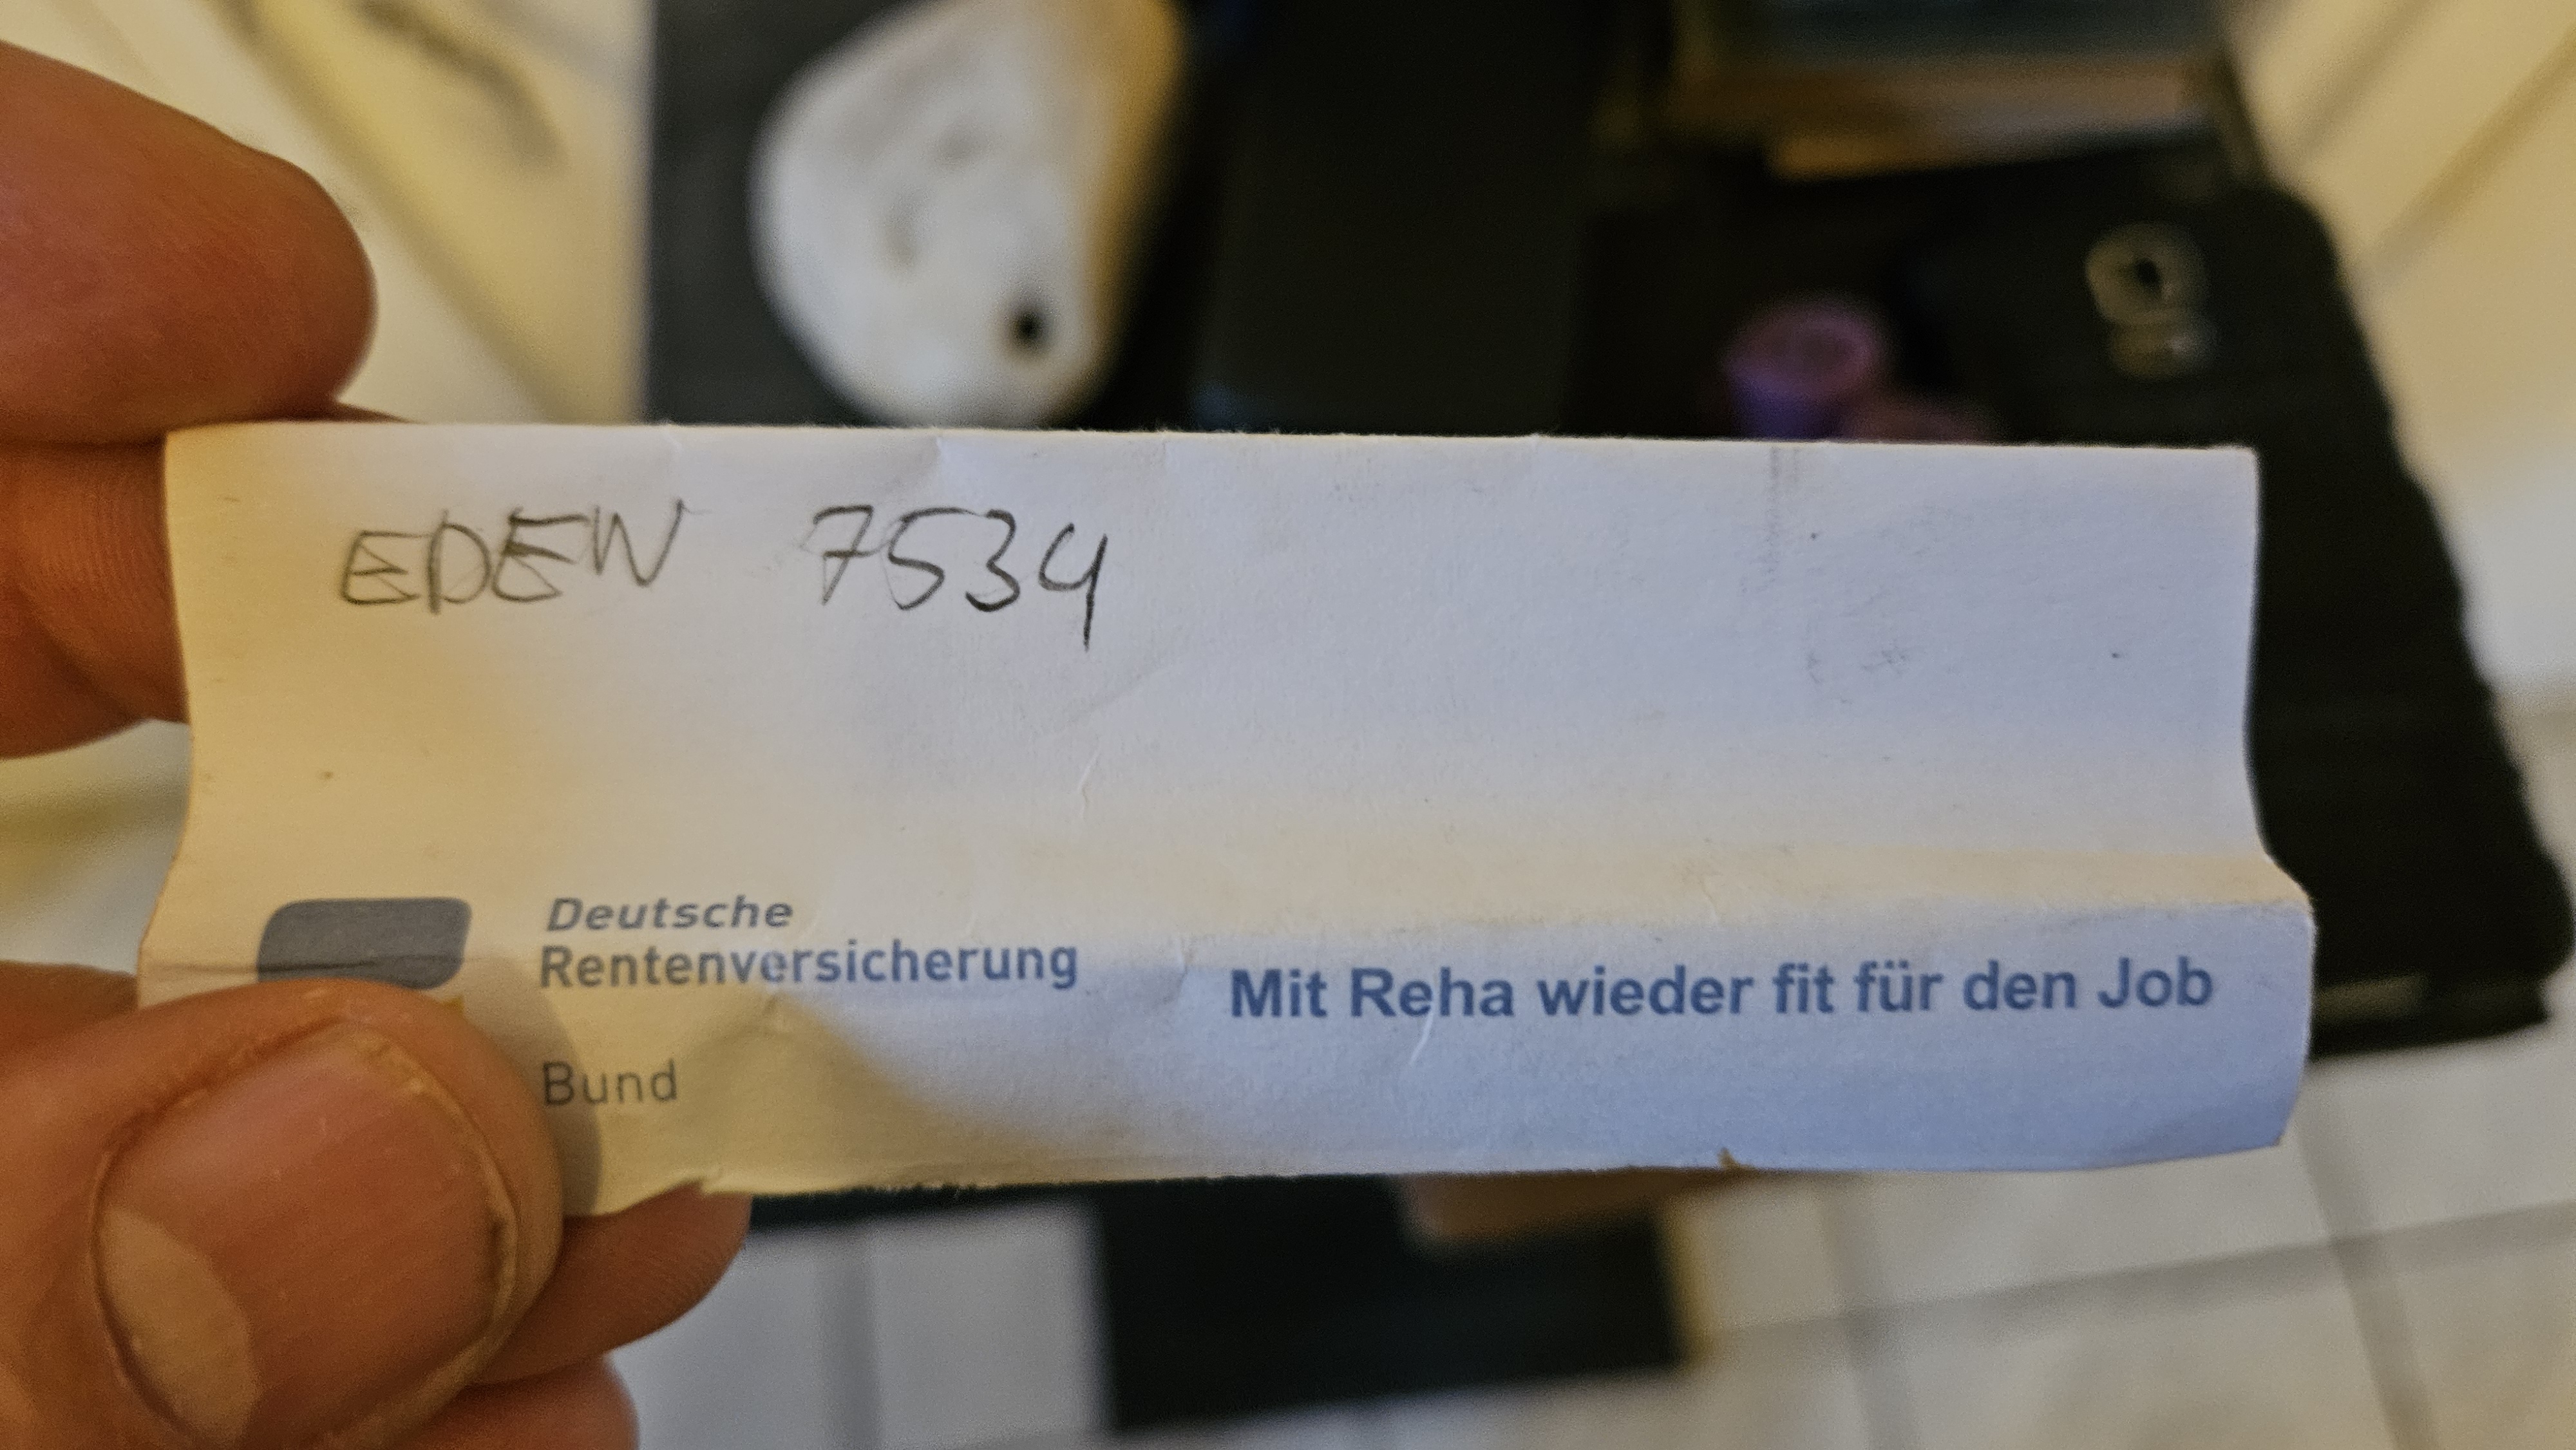 EDEW 7534
Deutsche
Rentenversicherung
Bund
Mit Reha wieder fit für den Job